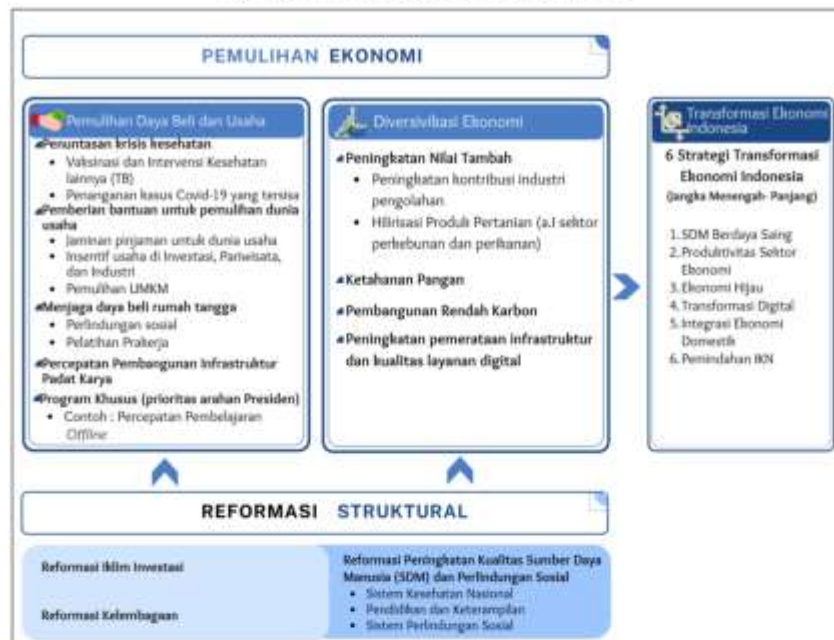 PEMULIHAN EKONOMI
Pemulihan Daya Beli dan Usaha
Penuntasan krisis kesehatan
• Vaksinasi dan Intervensi Kesehatan
lainnya (TB)
• Penanganan kasus Covid-19 yang tersisa
Pemberian bantuan untuk pemulihan dunia
usaha
• Jaminan pinjaman untuk dunia usaha
• Insentif usaha di Investasi, Pariwisata,
dan Industri
• Pemulihan UMKM
Menjaga daya beli rumah tangga
• Perlindungan sosial
• Pelatihan Prakerja
Percepatan Pembangunan Infrastruktur
Padat Karya
Program Khusus (prioritas arahan Presiden)
• Contoh : Percepatan Pembelajaran
Offline
Diversivikasi Ekonomi
Peningkatan Nilai Tambah
• Peningkatan kontribusi industri
pengolahan
• Hilirisasi Produk Pertanian (a.l sektor
perkebunan dan perikanan)
Ketahanan Pangan
Pembangunan Rendah Karbon
Peningkatan pemerataan infrastruktur
dan kualitas layanan digital
Transformasi Ekonomi
Indonesia
6 Strategi Transformasi
Ekonomi Indonesia
(Jangka Menengah- Panjang)
1. SDM Berdaya Saing
2. Produktivitas Sektor
Ekonomi
3. Ekonomi Hijau
4. Transformasi Digital
5. Integrasi Ekonomi
Domestik
6. Pemindahan IKN
REFORMASI STRUKTURAL
Reformasi Iklim Investasi
Reformasi Kelembagaan
Reformasi Peningkatan Kualitas Sumber Daya
Manusia (SDM) dan Perlindungan Sosial
• Sistem Kesehatan Nasional
• Pendidikan dan Keterampilan
• Sistem Perlindungan Sosial